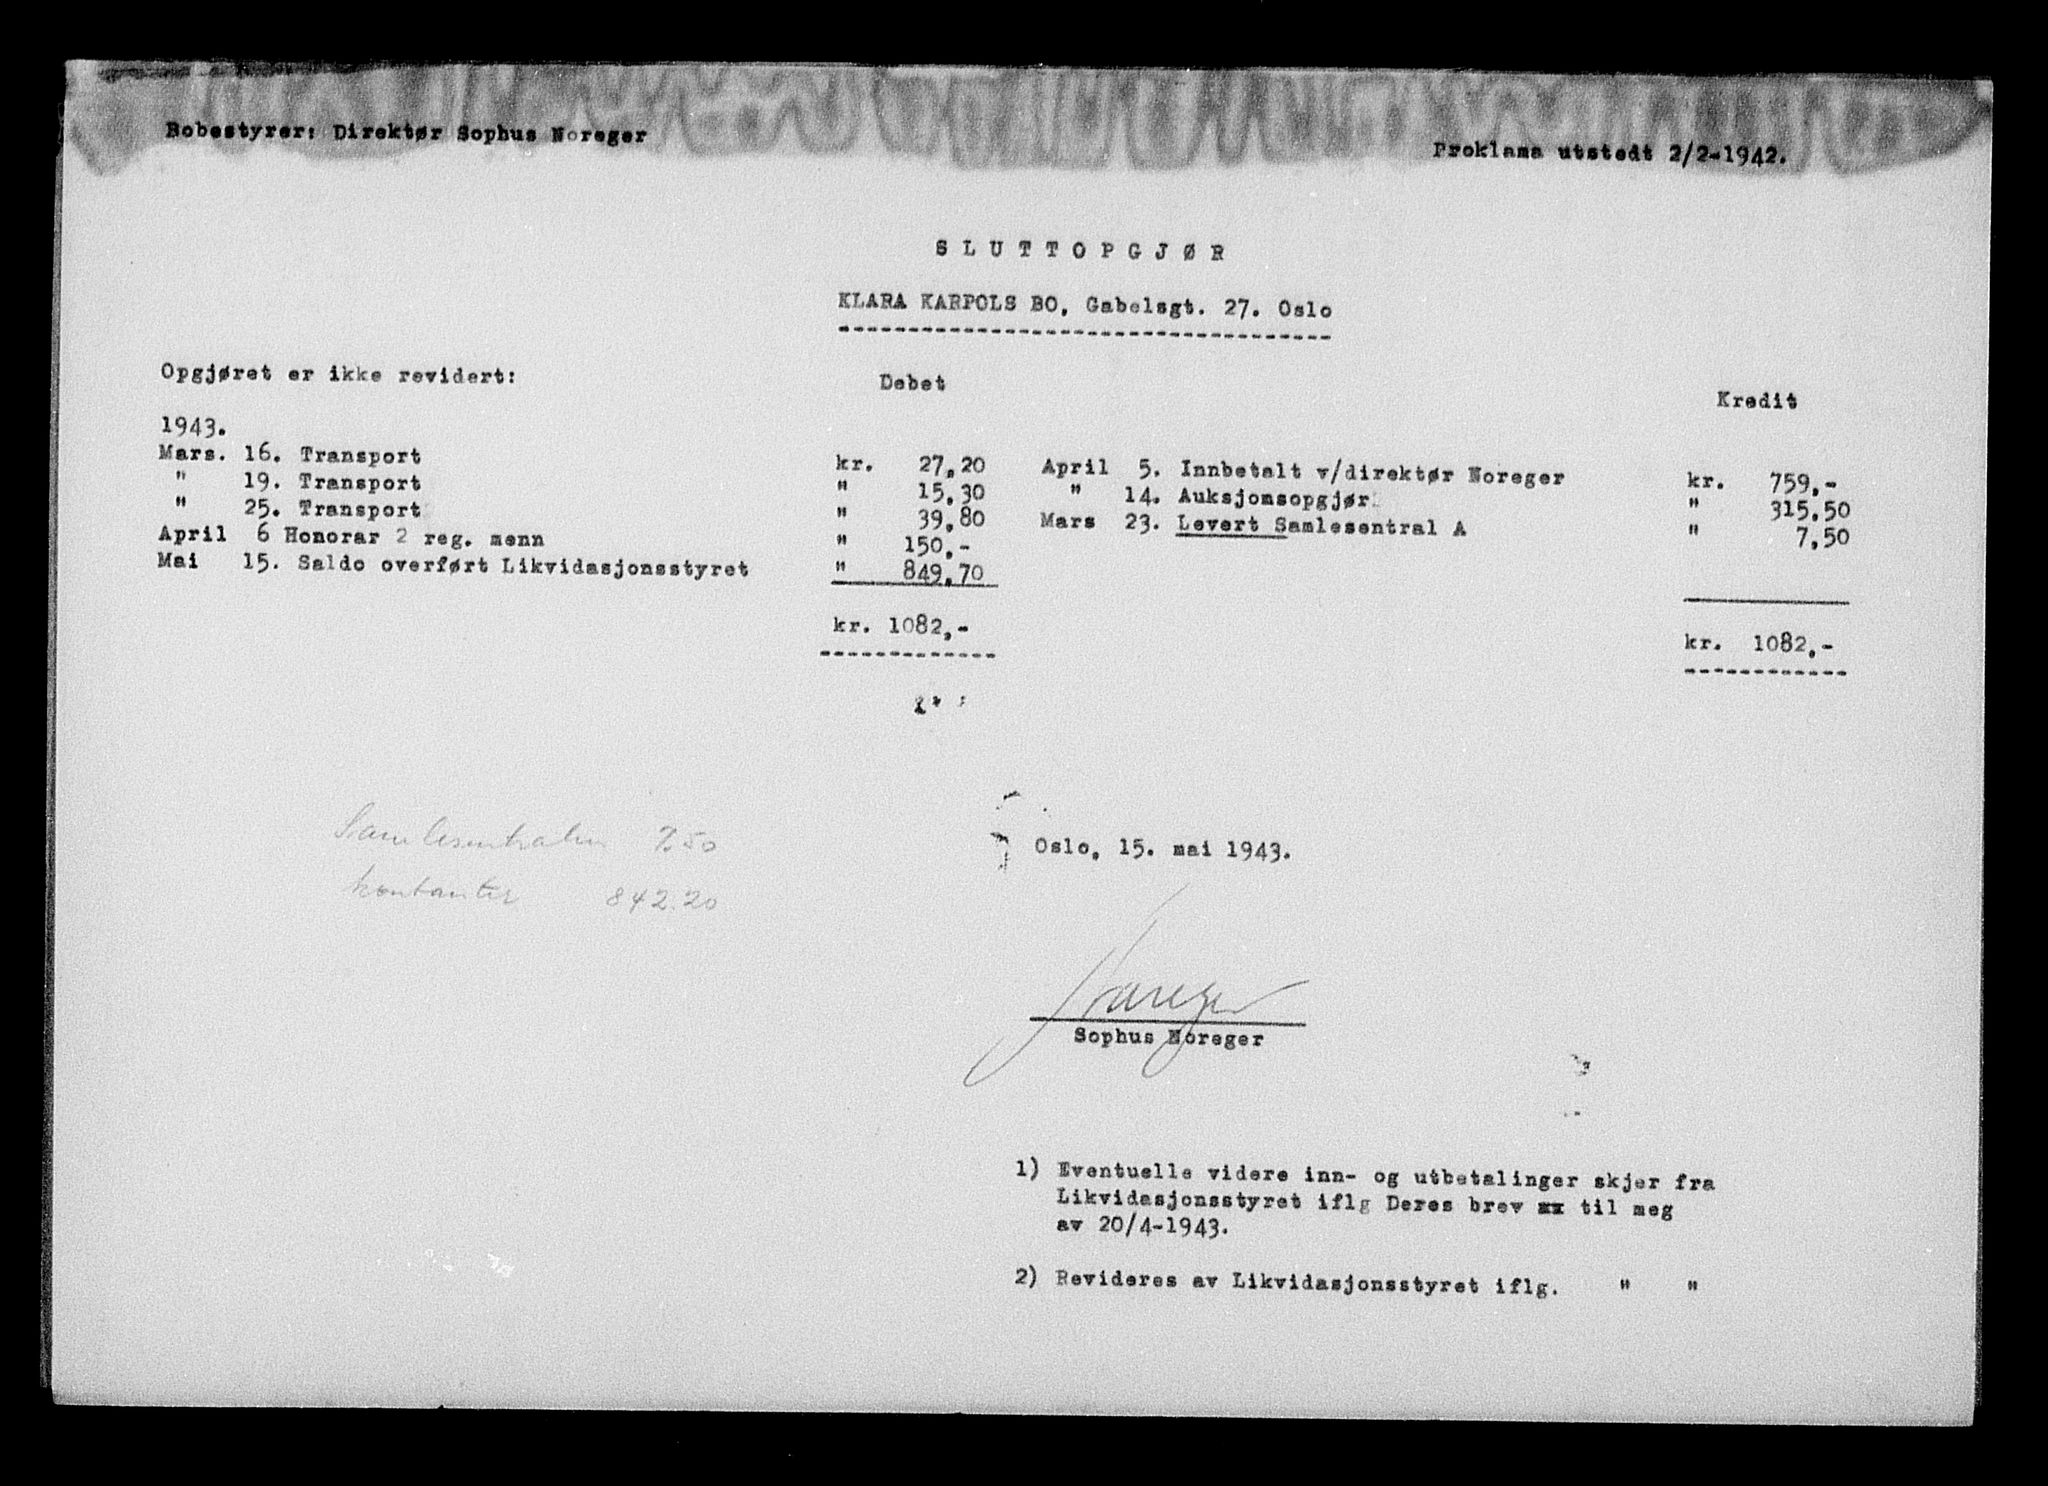 Bobestyrer: Direktør Sophus Noreger
Proklama utstedt 2/2-1942.
SLUTTOPGJØR
KLARA KARPOLS BO, Gabelsgt. 27. Oslo
Opgjøret er ikke revidert:
Debet
Kredit
1943.
Mars. 16. Transport kr. 27,20 April 5. Innbetalt v/direktør Noreger kr. 759,-
" 19. Transport " 15,30 " 14. Auksjonsopgjør " 315,50
" 25. Transport " 39,80 Mars 23. Levert Samlesentral A " 7,50
April 6 Honorar 2 reg. menn " 150,-
Mai 15. Saldo overført Likvidasjonsstyret " 849,70
kr. 1082,- kr. 1082,-
Samlesentralen 7.50
kontanter 842.20
Oslo, 15. mai 1943.
Noreger
Sophus Noreger
1) Eventuelle videre inn- og utbetalinger skjer fra
Likvidasjonsstyret iflg Deres brev xx til meg
av 20/4-1943.
2) Revideres av Likvidasjonsstyret iflg. " "